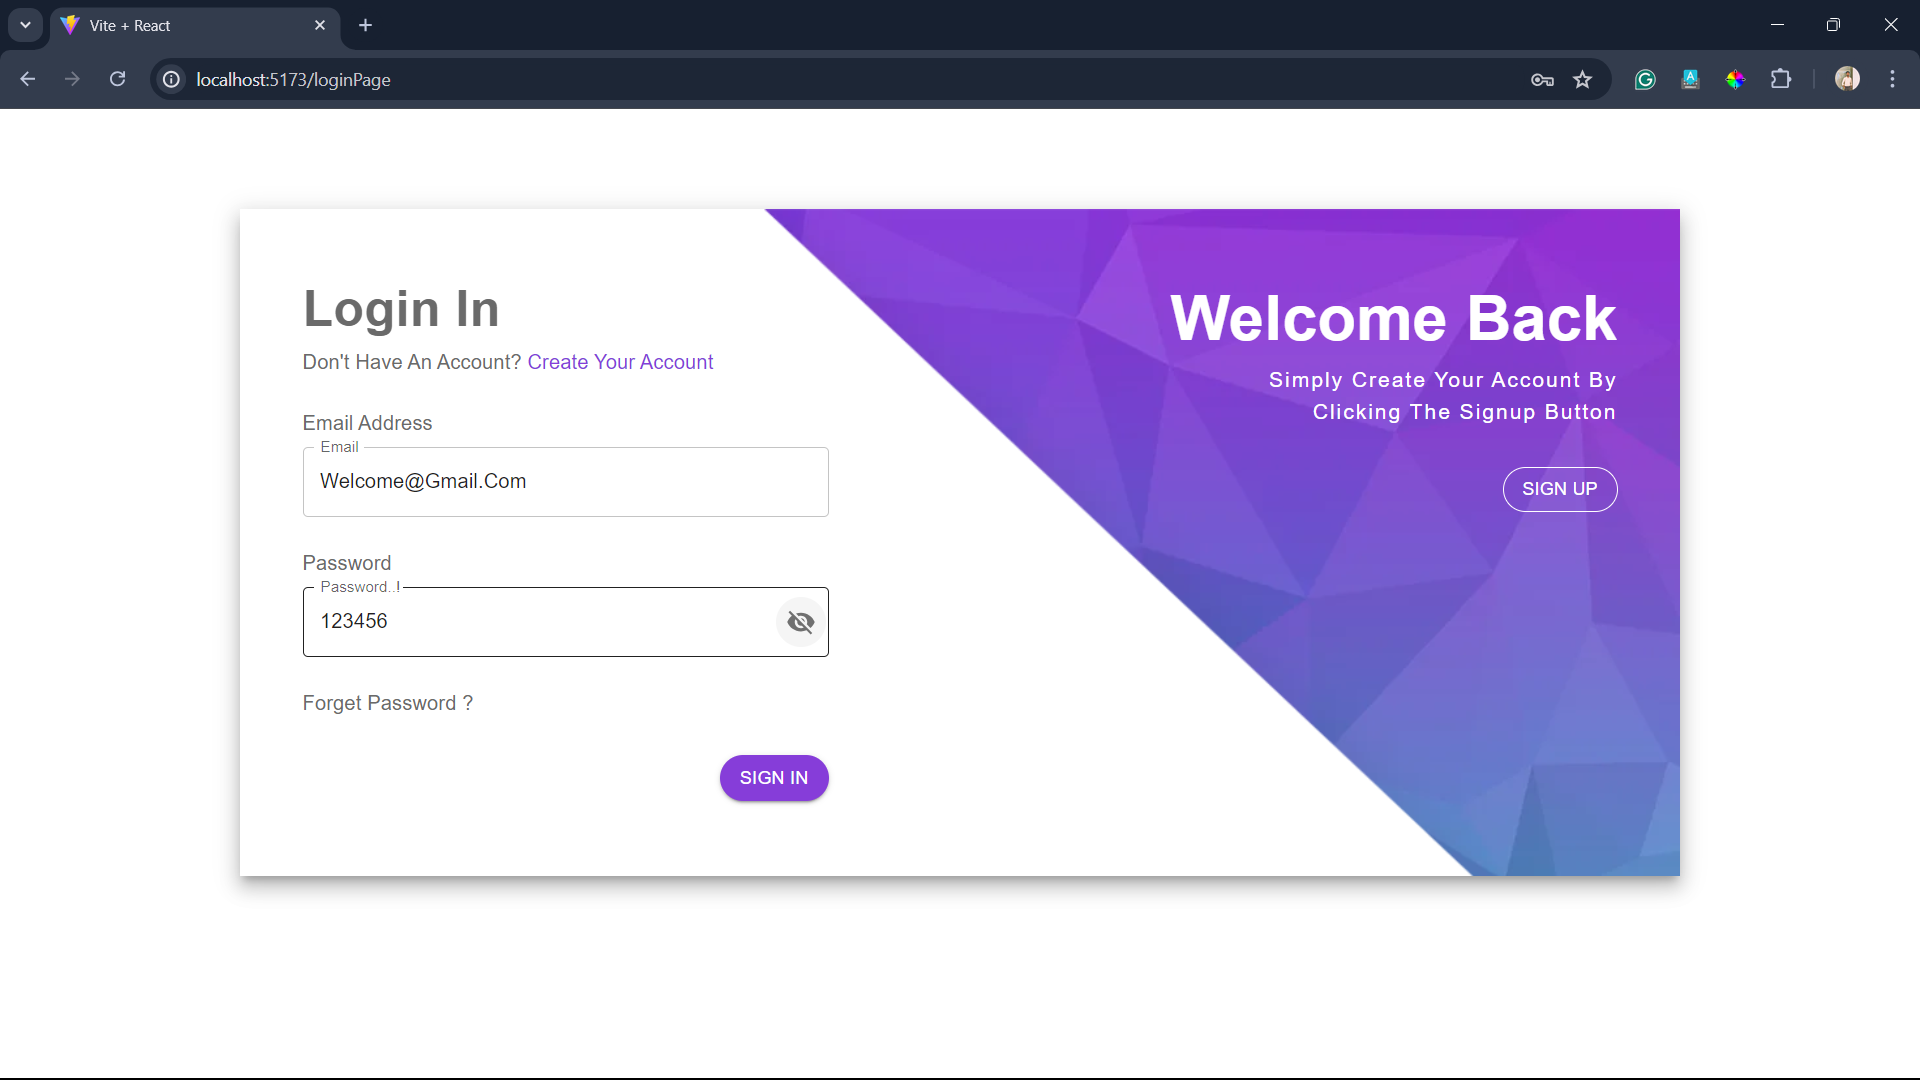 Vite + React
localhost:5173/loginPage
Login In
Don't Have An Account? Create Your Account
Email Address
Email
Welcome@Gmail.Com
Password
Password..!
123456
Forget Password ?
SIGN IN
Welcome Back
Simply Create Your Account By
Clicking The Signup Button
SIGN UP